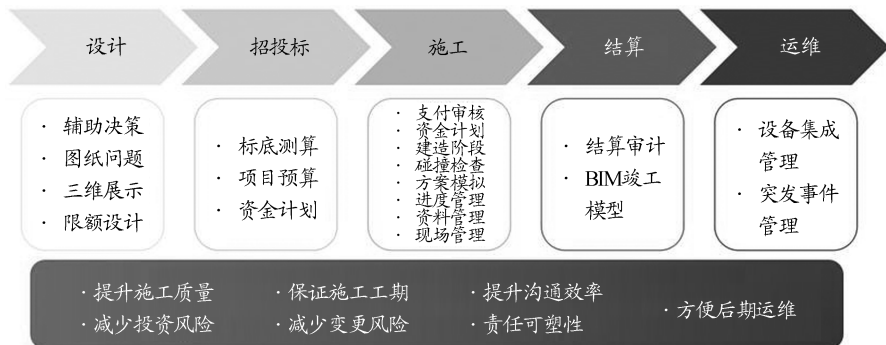 设计
招投标
施工
结算
运维
· 辅助决策
· 图纸问题
· 三维展示
· 限额设计
· 标底测算
· 项目预算
· 资金计划
· 支付审核
· 资金计划
· 建造阶段
· 碰撞检查
· 方案模拟
· 进度管理
· 资料管理
· 现场管理
· 结算审计
· BIM竣工
模型
· 设备集成
管理
· 突发事件
管理
· 提升施工质量
· 减少投资风险
· 保证施工工期
· 减少变更风险
· 提升沟通效率
· 责任可塑性
· 方便后期运维